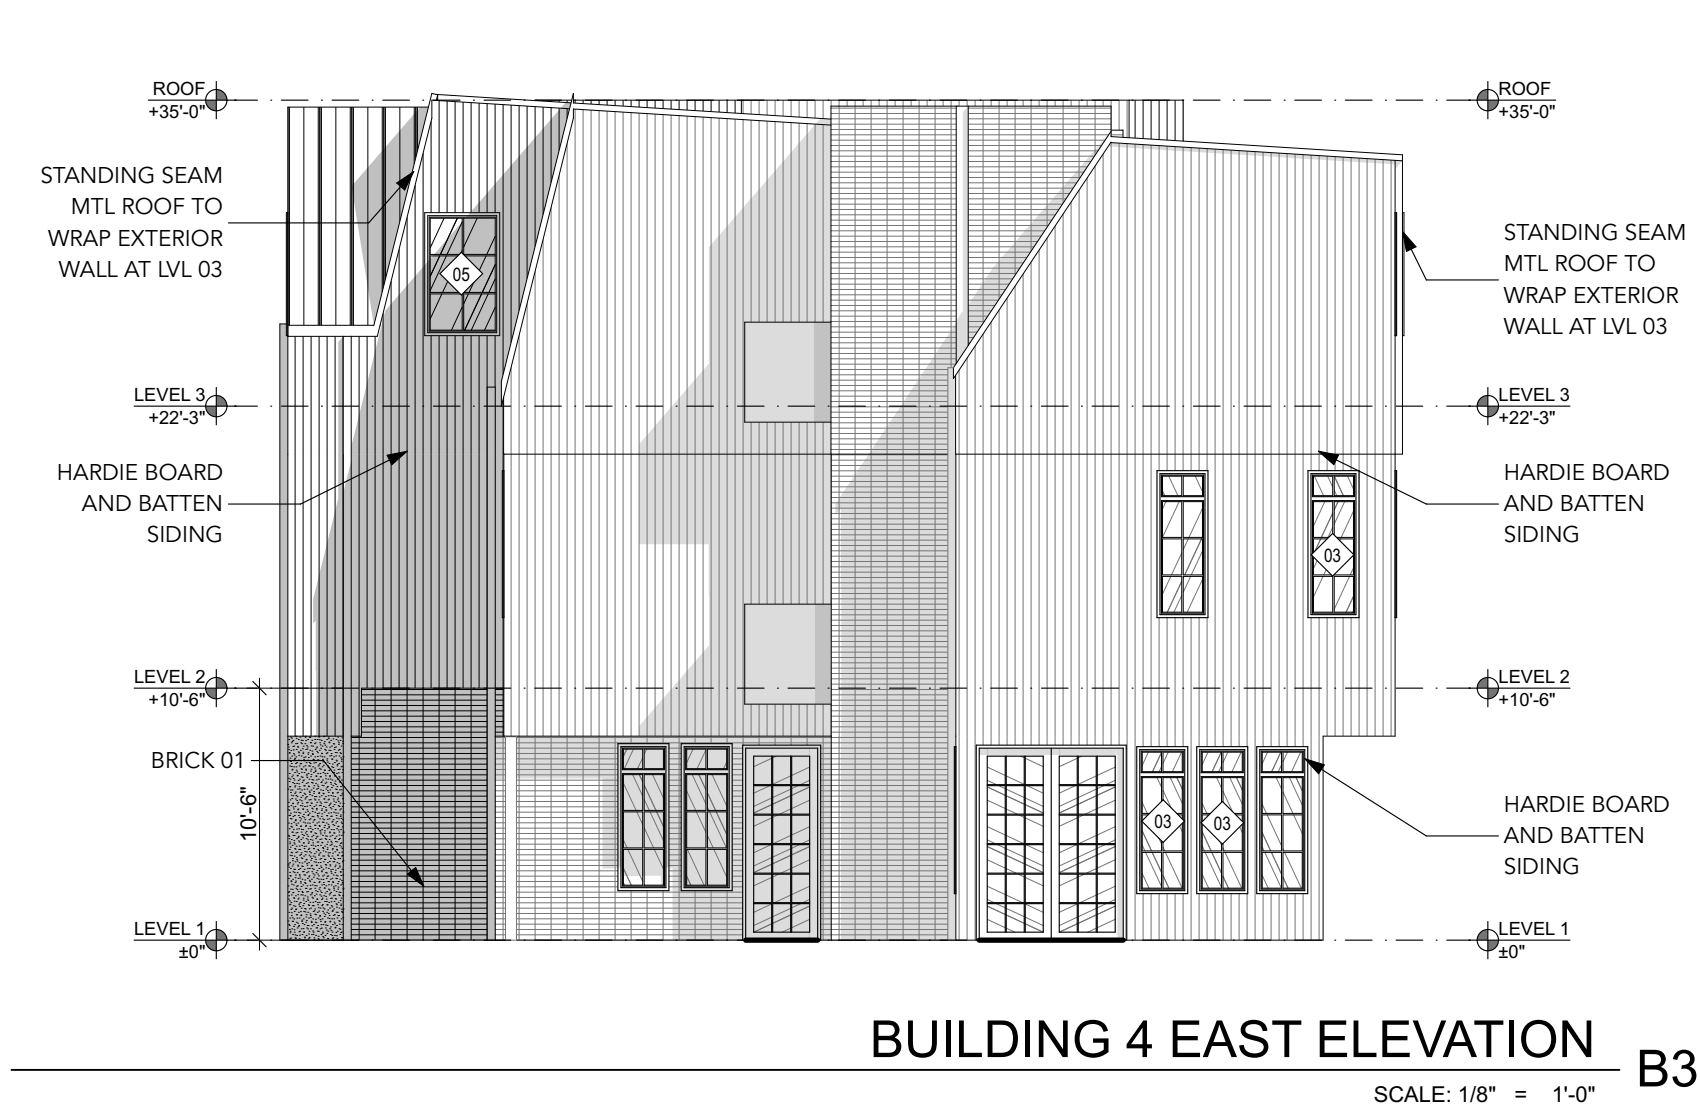 ROOF
+35'-0"
ROOF
+35'-0"
STANDING SEAM
MTL ROOF TO
WRAP EXTERIOR
WALL AT LVL 03
STANDING SEAM
MTL ROOF TO
WRAP EXTERIOR
WALL AT LVL 03
05
LEVEL 3
+22'-3"
LEVEL 3
+22'-3"
HARDIE BOARD
AND BATTEN
SIDING
HARDIE BOARD
AND BATTEN
SIDING
03
LEVEL 2
+10'-6"
LEVEL 2
+10'-6"
BRICK 01
10'-6"
03
03
HARDIE BOARD
AND BATTEN
SIDING
LEVEL 1
±0"
LEVEL 1
±0"
BUILDING 4 EAST ELEVATION
B3
SCALE: 1/8" = 1'-0"